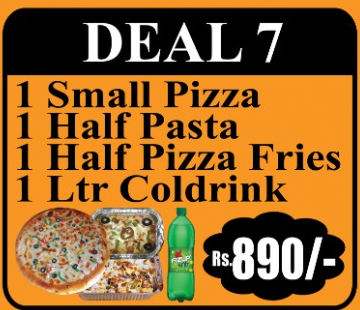 DEAL 7
1 Small Pizza
1 Half Pasta
1 Half Pizza Fries
1 Ltr Coldrink
Rs.890/-